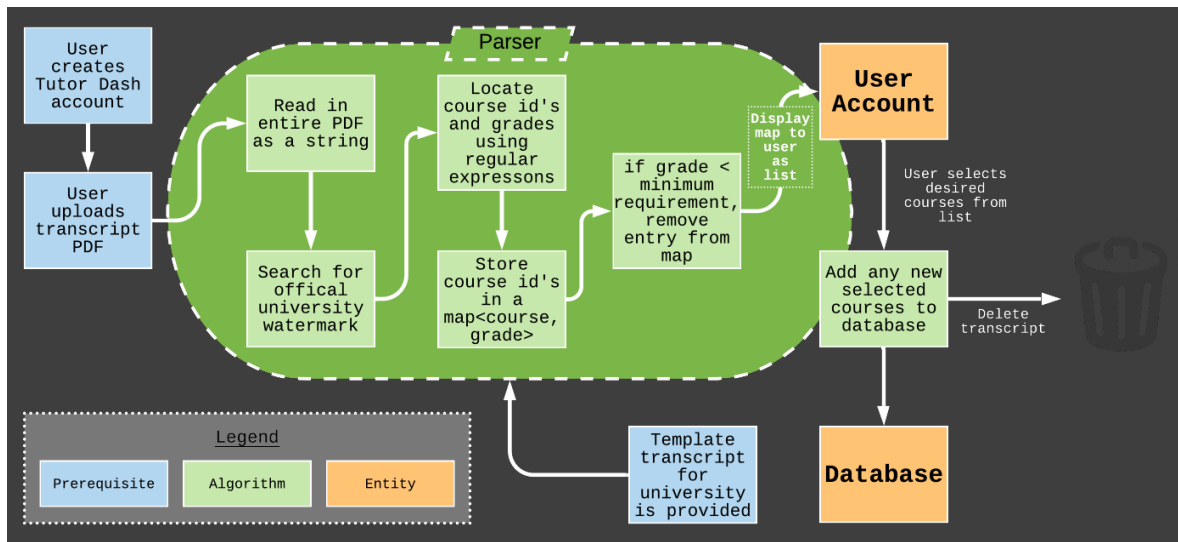 User
creates
Tutor Dash
account
User
uploads
transcript
PDF
Parser
Read in
entire PDF
as a string
Search for
offical
university
watermark
Locate
course id's
and grades
using
regular
expressons
Store
course id's
in a
map<course,
grade>
if grade <
minimum
requirement,
remove
entry from
map
Display
map to
user
as
list
User
Account
User selects
desired
courses from
list
Add any new
selected
courses to
database
Delete
transcript
Database
Template
transcript
for
university
is provided
Legend
Prerequisite
Algorithm
Entity